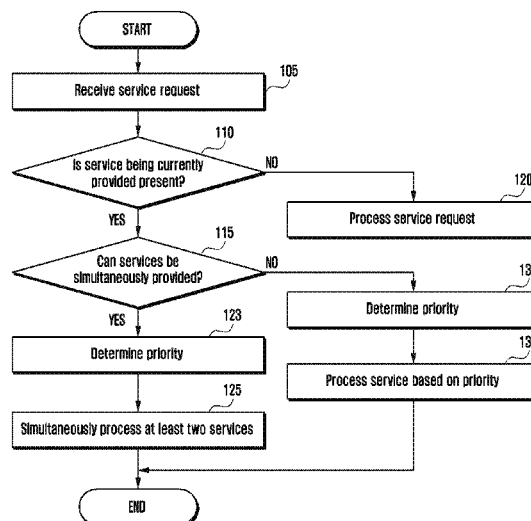 START
105
Receive service request
110
Is service being currently
provided present?
NO
YES
120
Process service request
115
Can services be
simultaneously provided?
NO
YES
123
Determine priority
13
Determine priority
125
Simultaneously process at least two services
13
Process service based on priority
END